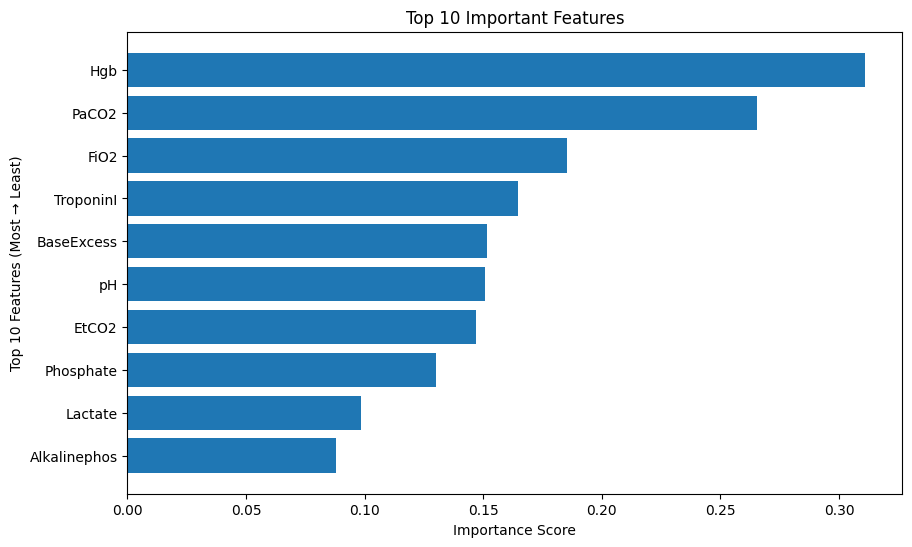 Top 10 Important Features
Top 10 Features (Most → Least)
Hgb
PaCO2
FiO2
TroponinI
BaseExcess
pH
EtCO2
Phosphate
Lactate
Alkalinephos
0.00 0.05 0.10 0.15 0.20 0.25 0.30
Importance Score